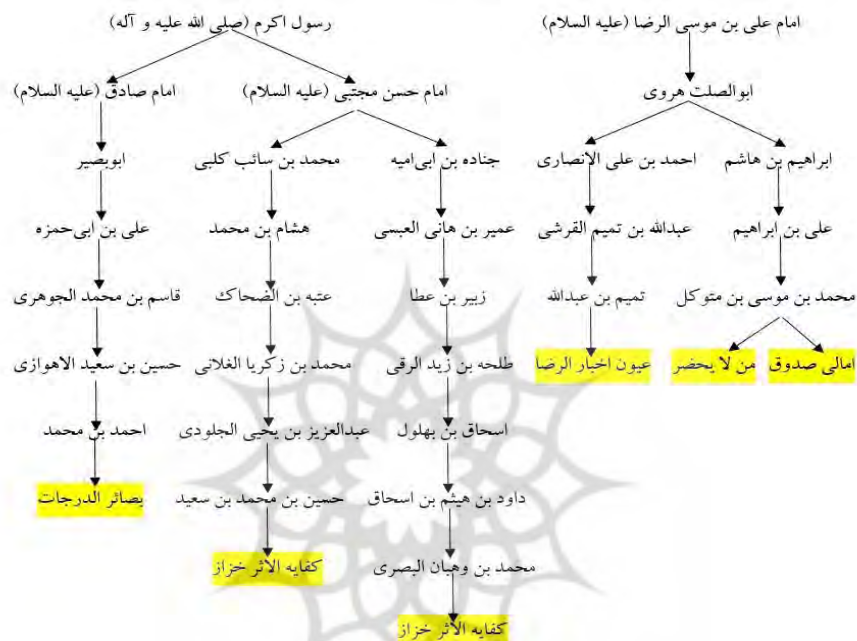 امام علی بن موسی الرضا (علیه السلام) رسول اکرم (صلی الله علیه و آله)
ابوالصلت هروی امام حسن مجتبی (علیه السلام) امام صادق (علیه السلام)
ابراهیم بن هاشم احمد بن علی الانصاری جناده بن ابی‌امیه محمد بن سائب کلبی ابوبصیر
علی بن ابراهیم عبدالله بن تمیم القرشی عمیر بن هانی العبسی هشام بن محمد علی بن ابی‌حمزه
محمد بن موسی بن متوکل تمیم بن عبدالله زبیر بن عطا عتبه بن الضحاک قاسم بن محمد الجوهری
امالی صدوق من لا یحضر عیون اخبار الرضا طلحه بن زید الرقی محمد بن زکریا الغلانی حسین بن سعید الاهوازی
اسحاق بن بهلول عبدالعزیز بن یحیی الجلودی احمد بن محمد
داود بن هیثم بن اسحاق حسین بن محمد بن سعید بصائر الدرجات
محمد بن وهبان البصری کفایه الاثر خزاز
کفایه الاثر خزاز